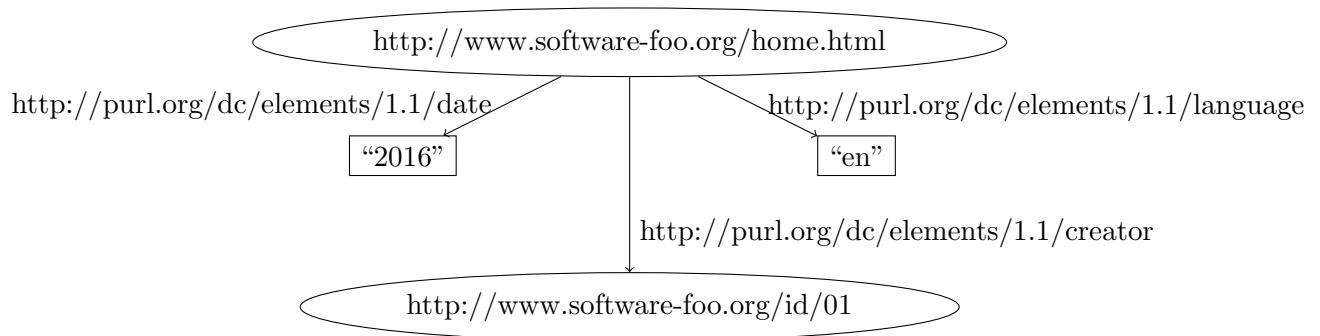 http://www.software-foo.org/home.html
http://purl.org/dc/elements/1.1/date
http://purl.org/dc/elements/1.1/language
“2016”
“en”
http://purl.org/dc/elements/1.1/creator
http://www.software-foo.org/id/01